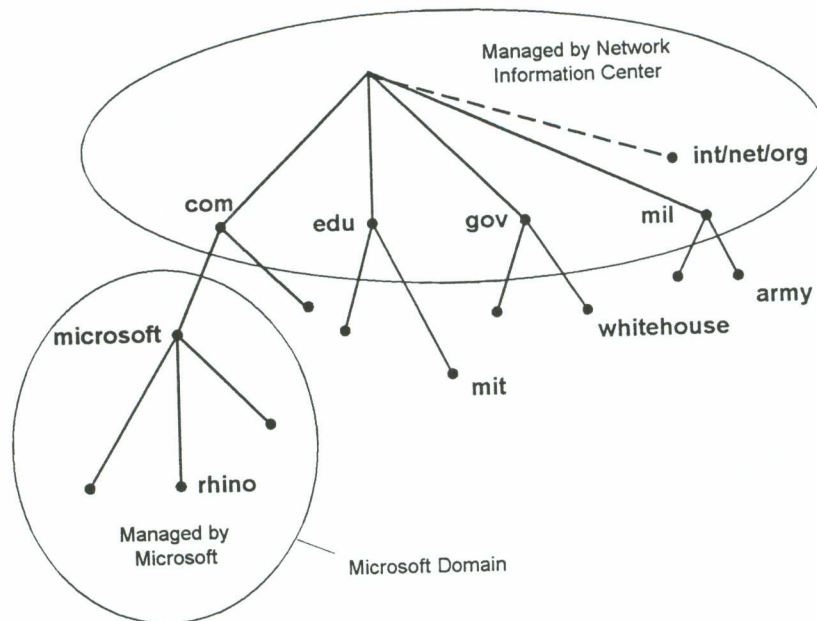 Managed by Network
Information Center
int/net/org
com
edu
gov
mil
army
microsoft
whitehouse
mit
rhino
Managed by
Microsoft
Microsoft Domain